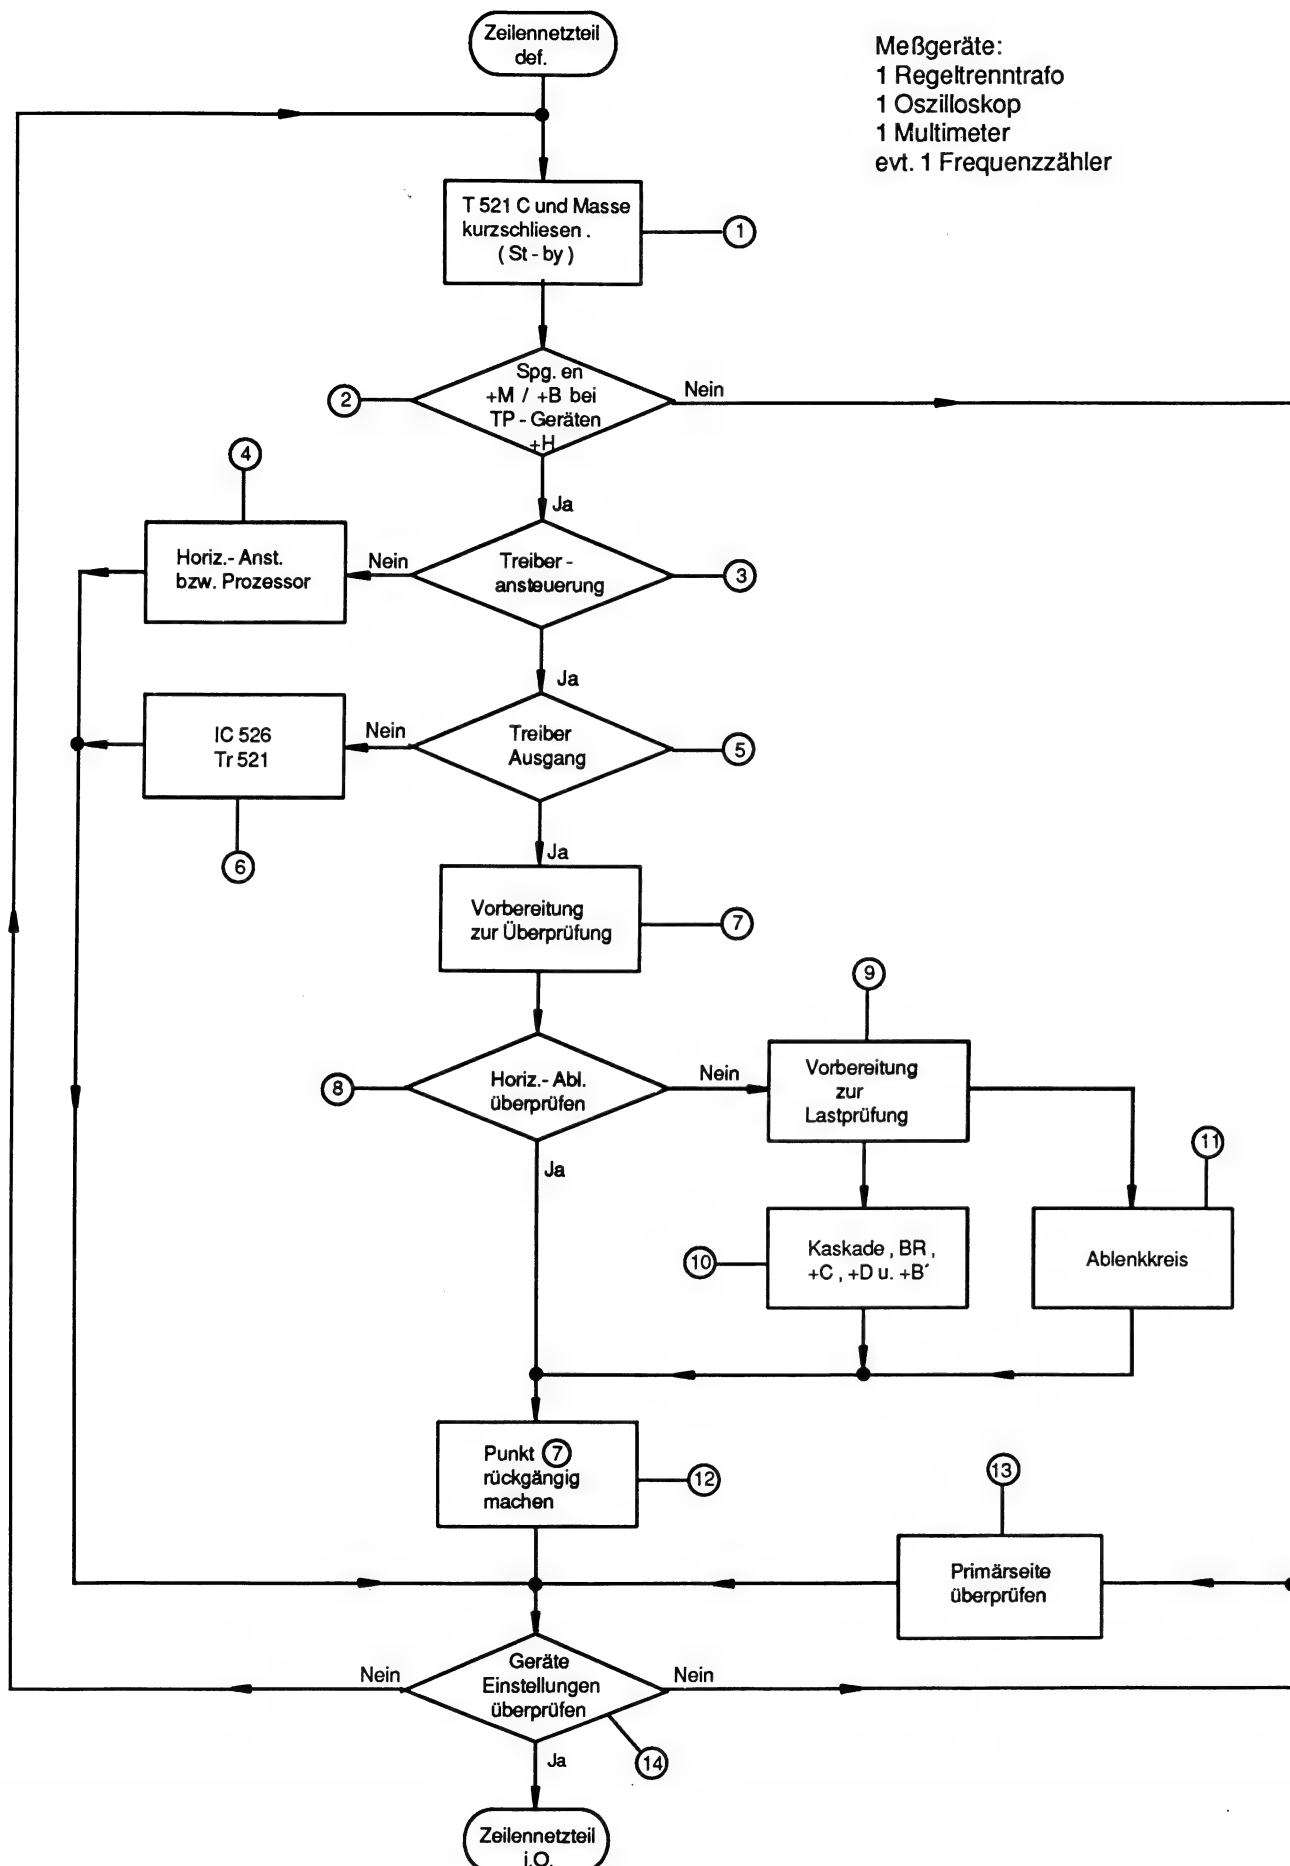 Zeilennetzteil
def.
Meßgeräte:
1 Regeltrenntrafo
1 Oszilloskop
1 Multimeter
evt. 1 Frequenzzähler
T 521 C und Masse
kurzschliesen .
( St - by )
1
Spg. en
+M / +B bei
TP - Geräten
+H
2
Nein
Ja
4
Horiz.- Anst.
bzw. Prozessor
Nein
Treiber -
ansteuerung
3
Ja
IC 526
Tr 521
Nein
Treiber
Ausgang
5
6
Ja
Vorbereitung
zur Überprüfung
7
9
8
Horiz.- Abl.
überprüfen
Nein
Vorbereitung
zur
Lastprüfung
Ja
11
10
Kaskade , BR ,
+C , +D u. +B´
Ablenkkreis
Punkt 7
rückgängig
machen
12
13
Primärseite
überprüfen
Nein
Geräte
Einstellungen
überprüfen
Nein
14
Ja
Zeilennetzteil
i.O.